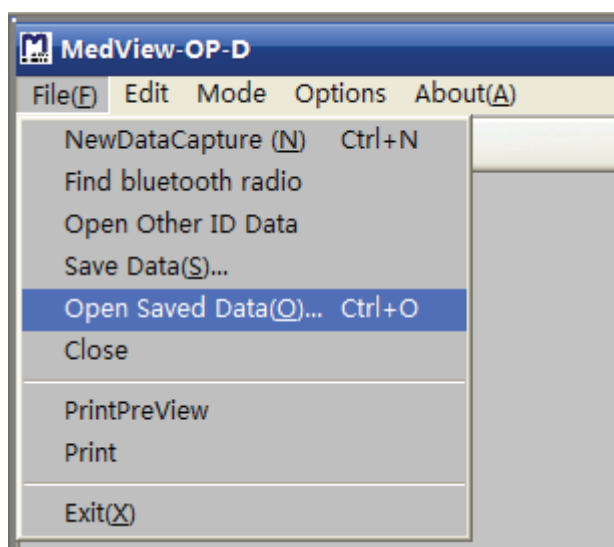 MedView-OP-D
File(F) Edit Mode Options About(A)
NewDataCapture (N) Ctrl+N
Find bluetooth radio
Open Other ID Data
Save Data(S)...
Open Saved Data(O)... Ctrl+O
Close
PrintPreView
Print
Exit(X)